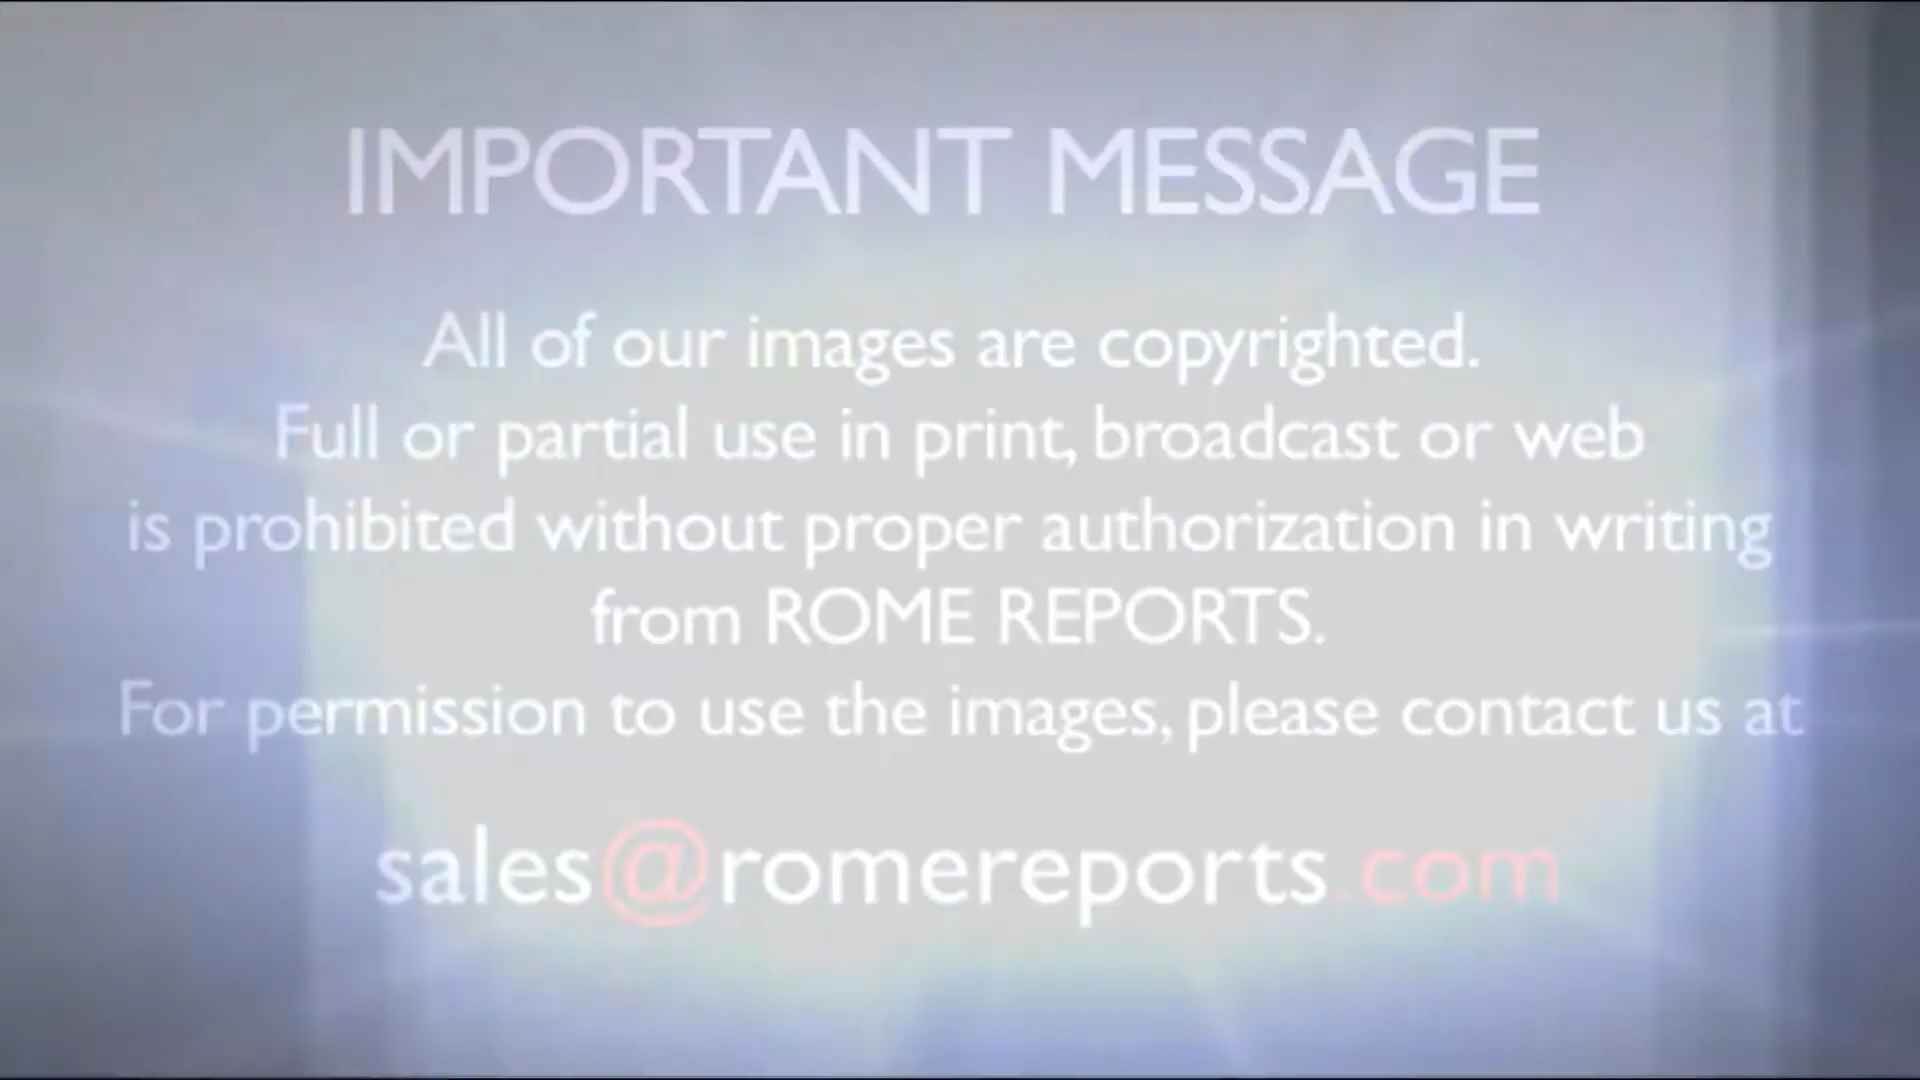 IMPORTANT MESSAGE
All of our images are copyrighted.
Full or partial use in print, broadcast or web
is prohibited without proper authorization in writing
from ROME REPORTS.
For permission to use the images, please contact us at
sales@romereports.com